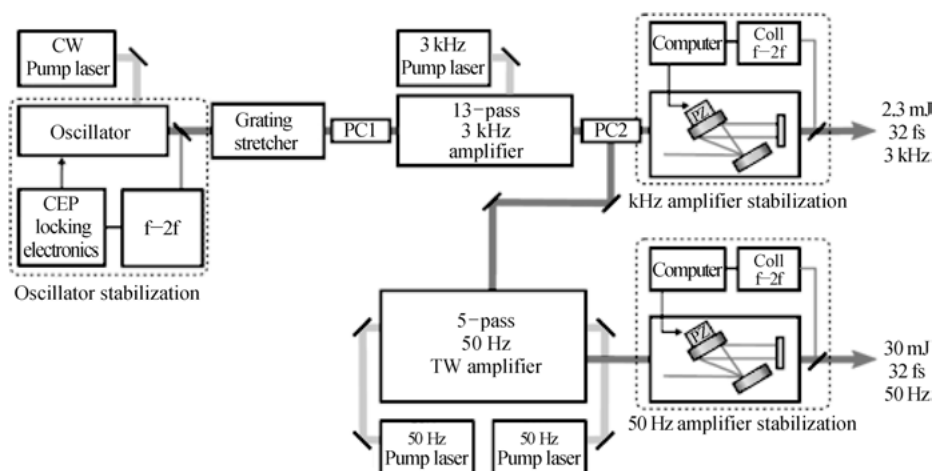 CW
Pump laser
3 kHz
Pump laser
Computer
Coll
f−2f
PZ
Oscillator
Grating
stretcher
PC1
13−pass
3 kHz
amplifier
PC2
2.3 mJ
32 fs
3 kHz
CEP
locking
electronics
f−2f
kHz amplifier stabilization
Oscillator stabilization
Computer
Coll
f−2f
PZ
5−pass
50 Hz
TW amplifier
30 mJ
32 fs
50 Hz
50 Hz amplifier stabilization
50 Hz
Pump laser
50 Hz
Pump laser